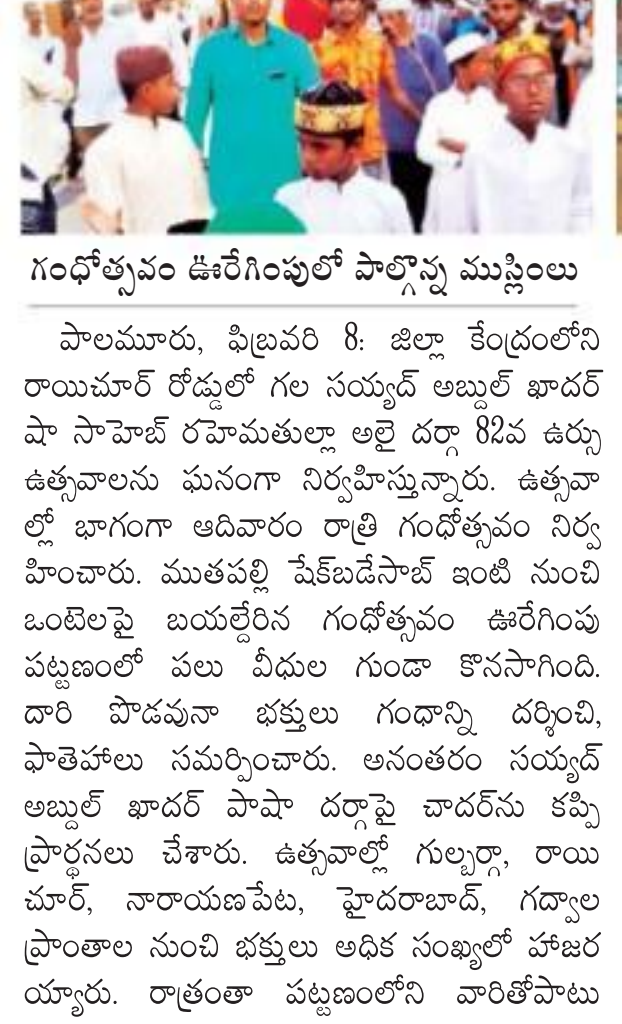 గంధోత్సవం ఊరేగింపులో పాల్గొన్న ముస్లింలు
పాలమూరు, ఫిబ్రవరి 8: జిల్లా కేంద్రంలోని
రాయిచూర్ రోడ్డులో గల సయ్యద్ అబ్దుల్ ఖాదర్
షా సాహెబ్ రహెమతుల్లా అలై దర్గా 82వ ఉర్సు
ఉత్సవాలను ఘనంగా నిర్వహిస్తున్నారు. ఉత్సవా
ల్లో భాగంగా ఆదివారం రాత్రి గంధోత్సవం నిర్వ
హించారు. ముతపల్లి షేక్‌బడేసాబ్ ఇంటి నుంచి
ఒంటెలపై బయల్దేరిన గంధోత్సవం ఊరేగింపు
పట్టణంలో పలు వీధుల గుండా కొనసాగింది.
దారి పొడవునా భక్తులు గంధాన్ని దర్శించి,
ఫాతెహాలు సమర్పించారు. అనంతరం సయ్యద్
అబ్దుల్ ఖాదర్ పాషా దర్గాపై చాదర్‌ను కప్పి
ప్రార్థనలు చేశారు. ఉత్సవాల్లో గుల్బర్గా, రాయి
చూర్, నారాయణపేట, హైదరాబాద్, గద్వాల
ప్రాంతాల నుంచి భక్తులు అధిక సంఖ్యలో హాజర
య్యారు. రాత్రంతా పట్టణంలోని వారితోపాటు